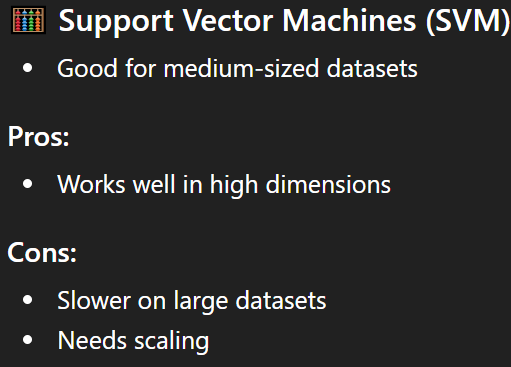 🧮 Support Vector Machines (SVM)
• Good for medium-sized datasets
Pros:
• Works well in high dimensions
Cons:
• Slower on large datasets
• Needs scaling